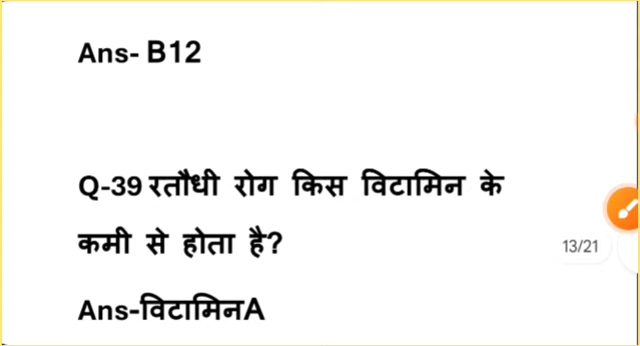 Ans- B12
Q-39 रतौधी रोग किस विटामिन के
कमी से होता है?
13/21
Ans-विटामिनA